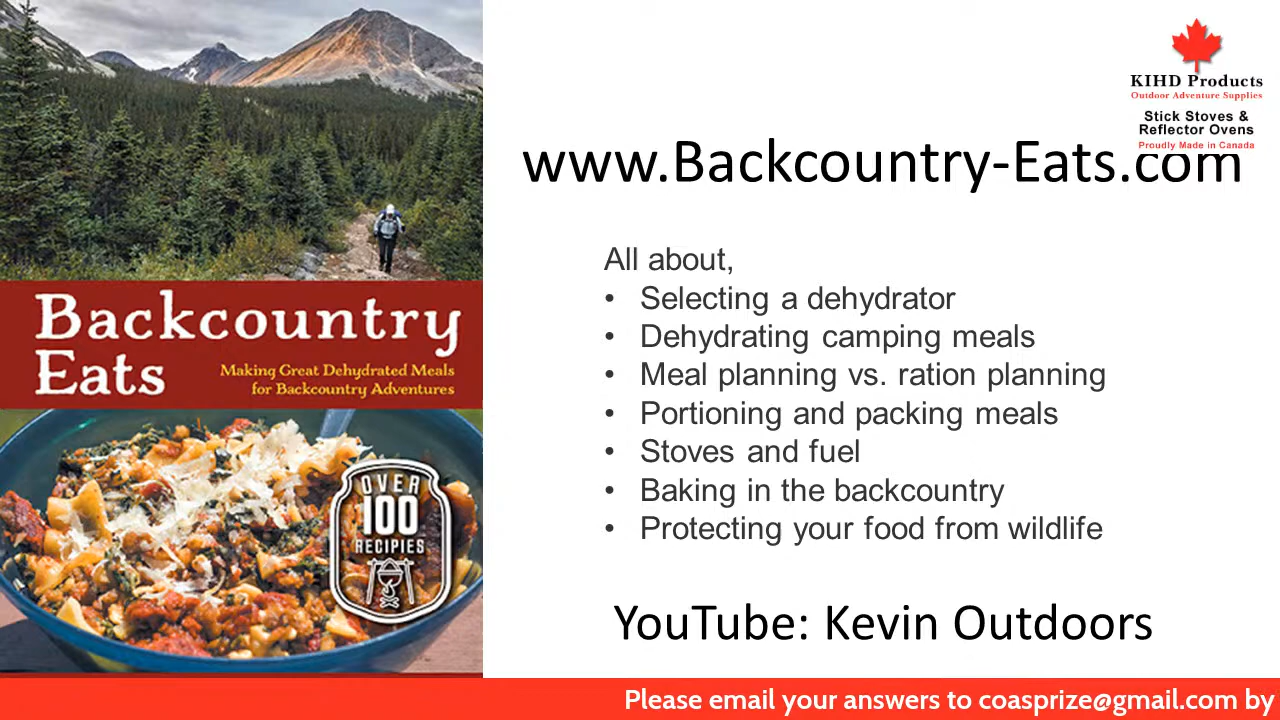 KIHD Products
Outdoor Adventure Supplies
Stick Stoves &
Reflector Ovens
Proudly Made in Canada
www.Backcountry-Eats.com
All about,
• Selecting a dehydrator
• Dehydrating camping meals
• Meal planning vs. ration planning
• Portioning and packing meals
• Stoves and fuel
• Baking in the backcountry
• Protecting your food from wildlife
YouTube: Kevin Outdoors
Backcountry
Eats
Making Great Dehydrated Meals
for Backcountry Adventures
OVER
100
RECIPIES
Please email your answers to coasprize@gmail.com by